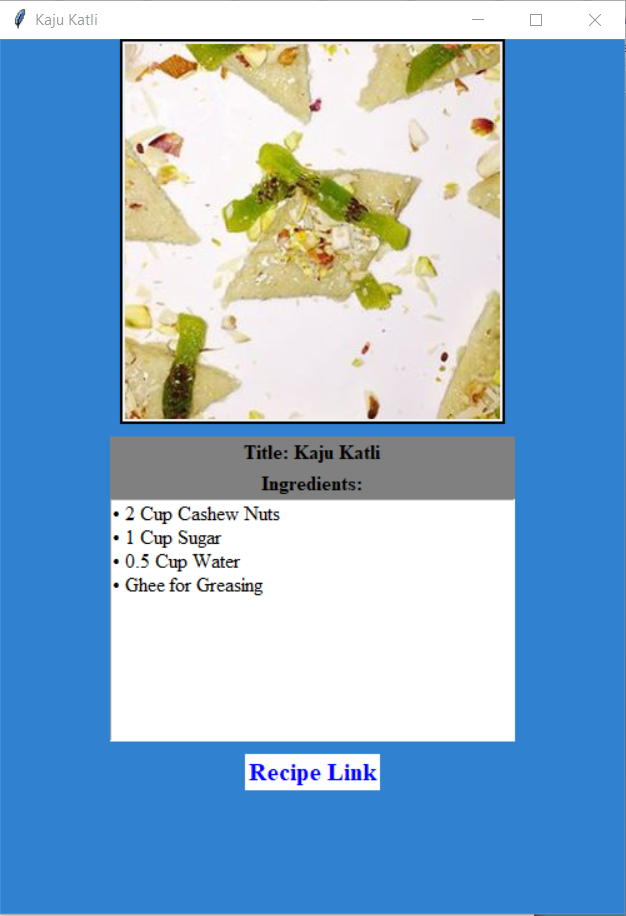 Kaju Katli
Title: Kaju Katli
Ingredients:
• 2 Cup Cashew Nuts
• 1 Cup Sugar
• 0.5 Cup Water
• Ghee for Greasing
Recipe Link